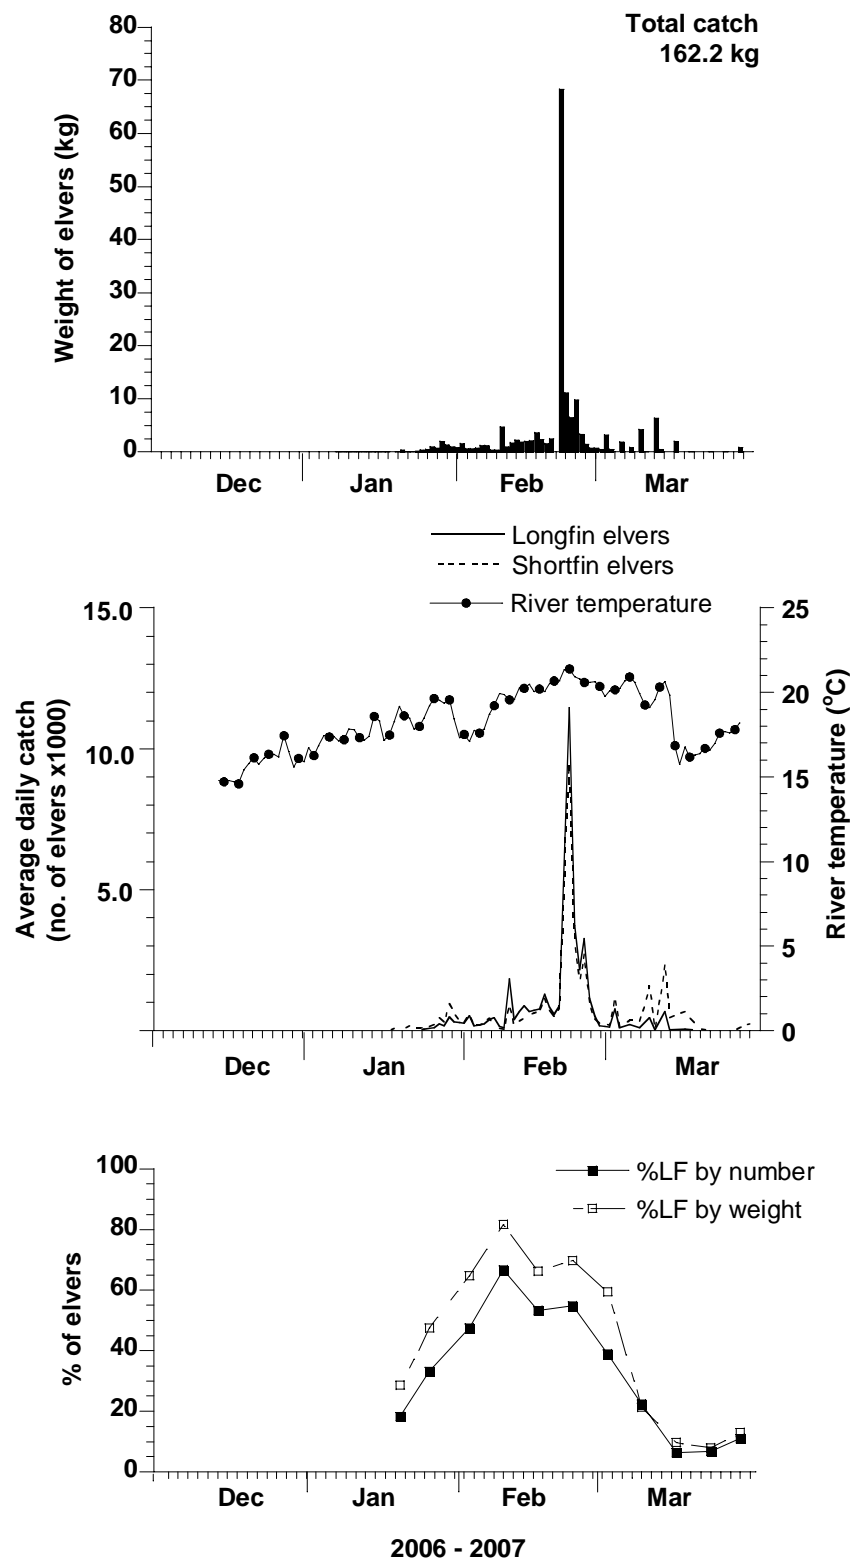 Total catch
162.2 kg
Weight of elvers (kg)
80
70
60
50
40
30
20
10
0
Dec Jan Feb Mar
Longfin elvers
Shortfin elvers
River temperature
Average daily catch
(no. of elvers x1000)
15.0
10.0
5.0
25
20
15
10
5
0
River temperature (°C)
Dec Jan Feb Mar
%LF by number
%LF by weight
% of elvers
100
80
60
40
20
0
Dec Jan Feb Mar
2006 - 2007